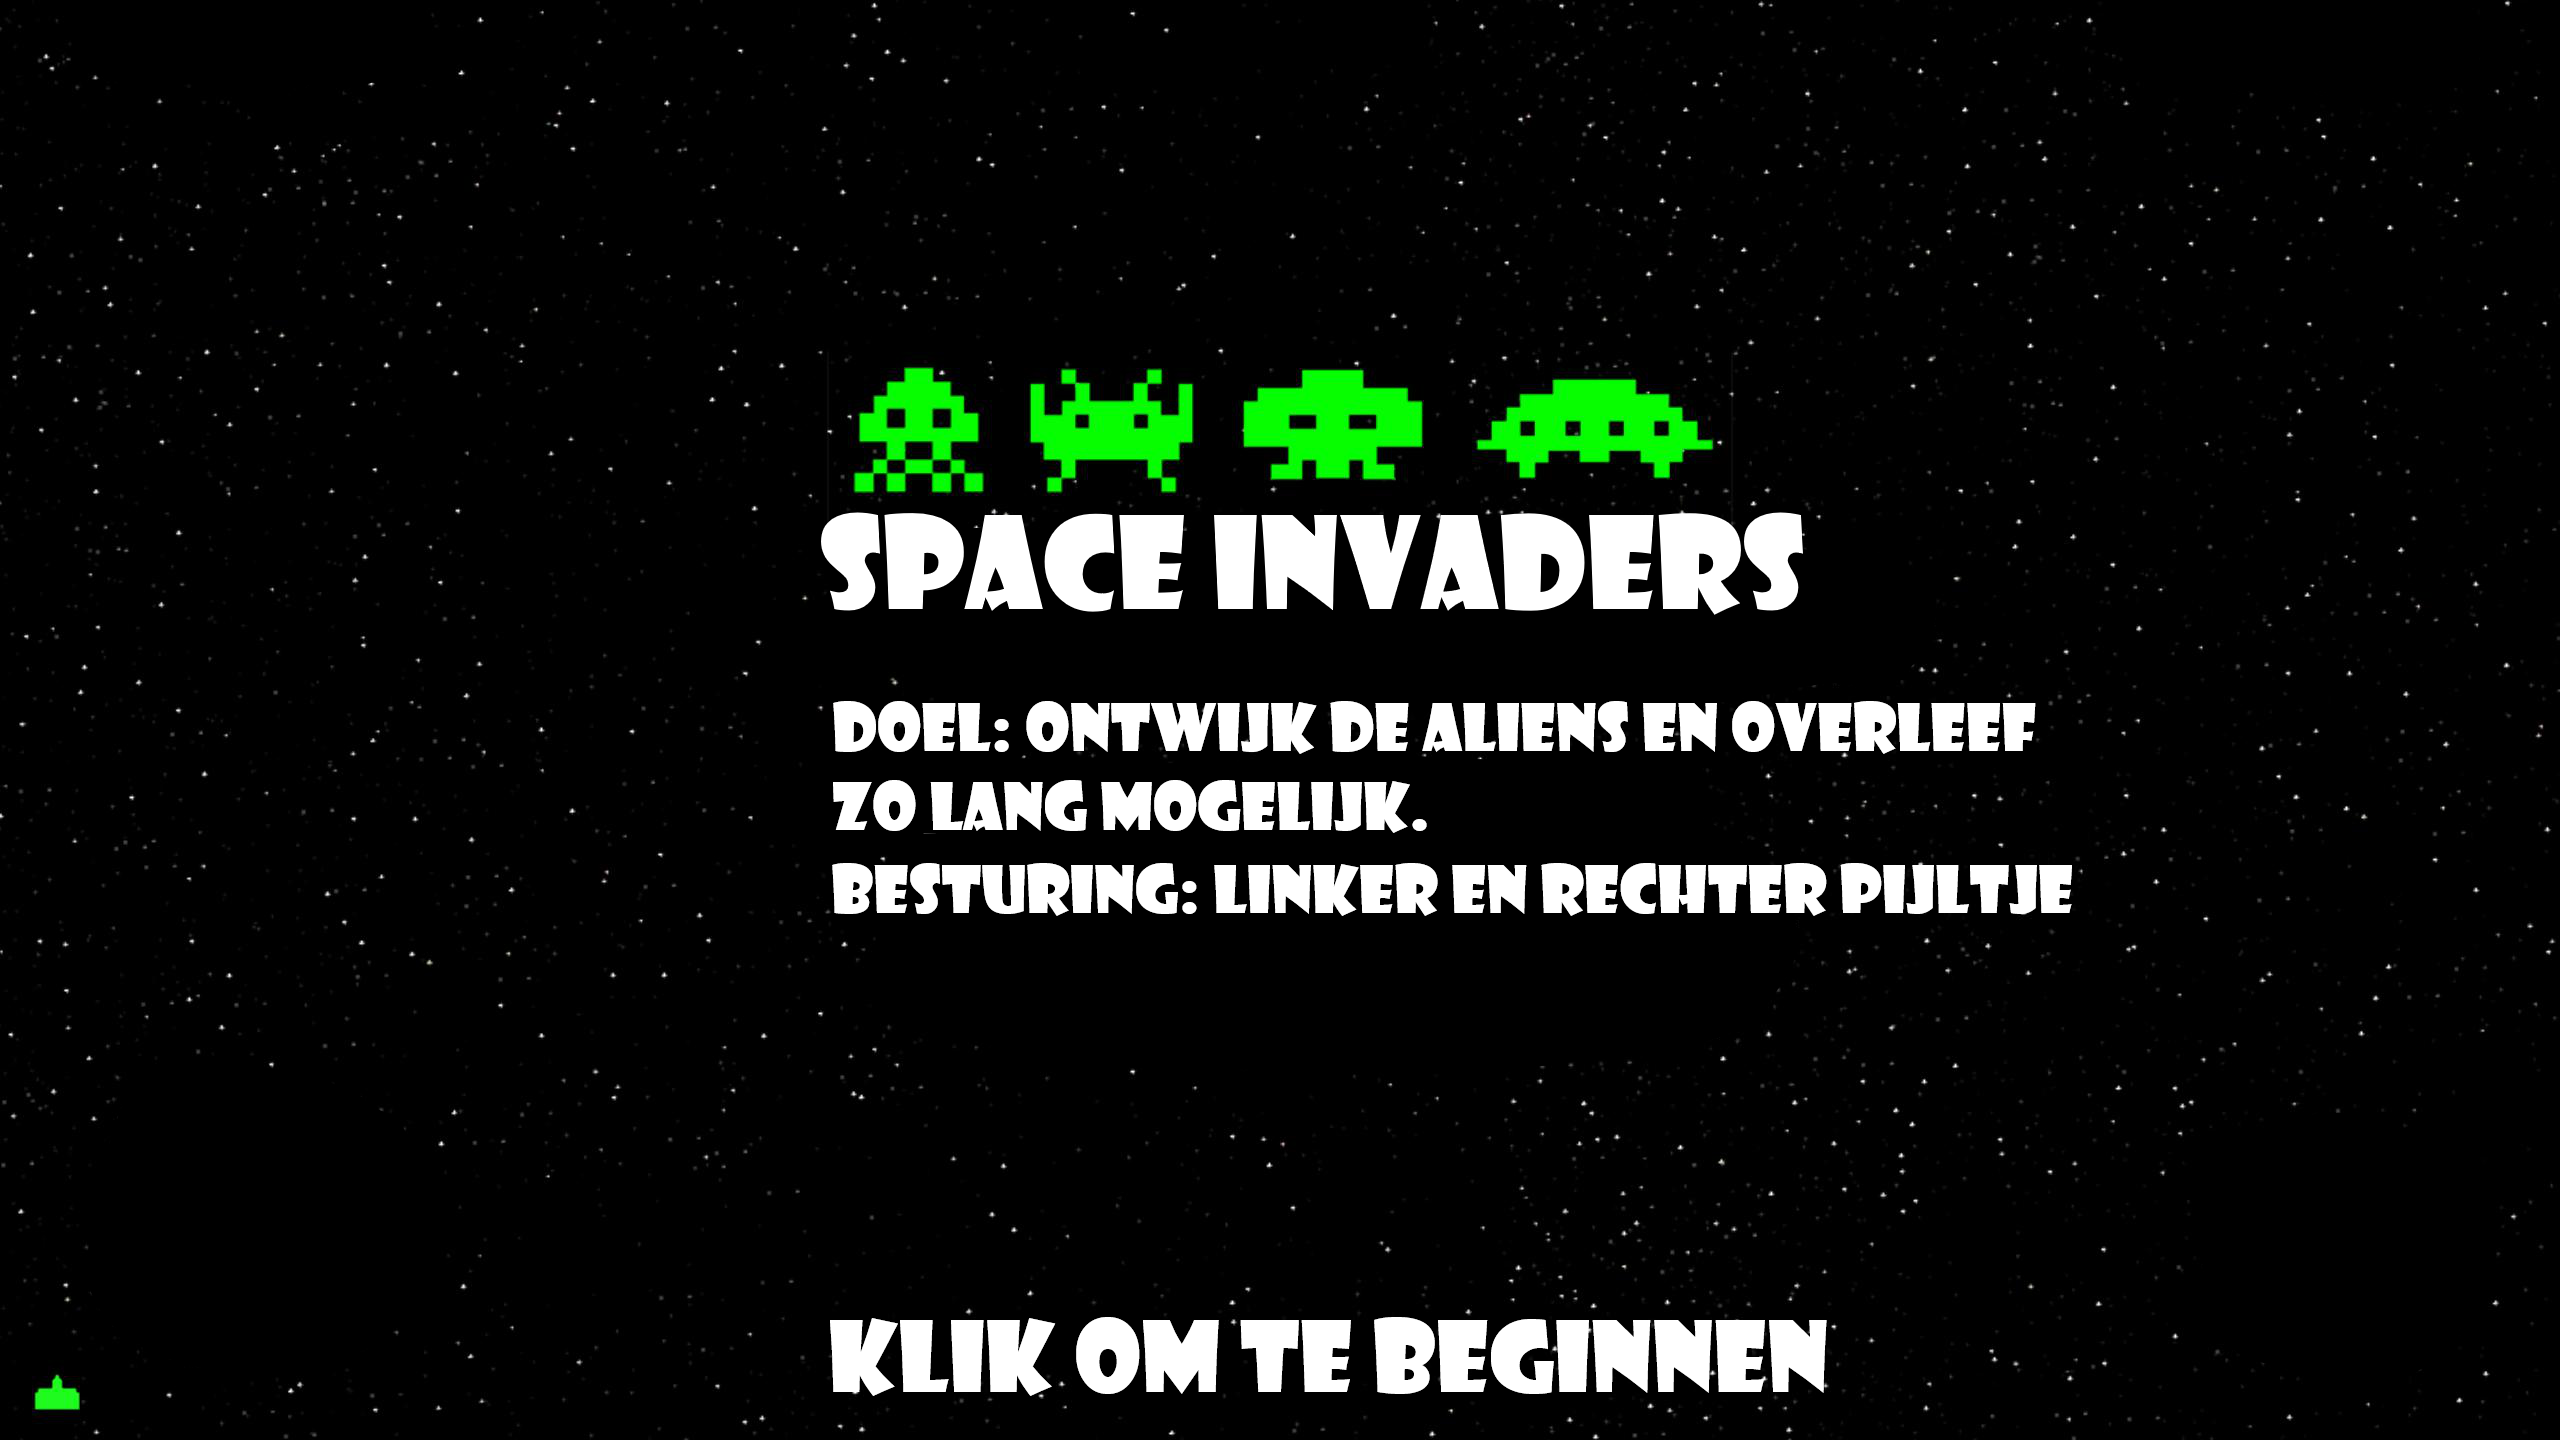 SPACE INVADERS
DOEL: ONTWIJK DE ALIENS EN OVERLEEF
ZO LANG MOGELIJK.
BESTURING: LINKER EN RECHTER PIJLTJE
KLIK OM TE BEGINNEN